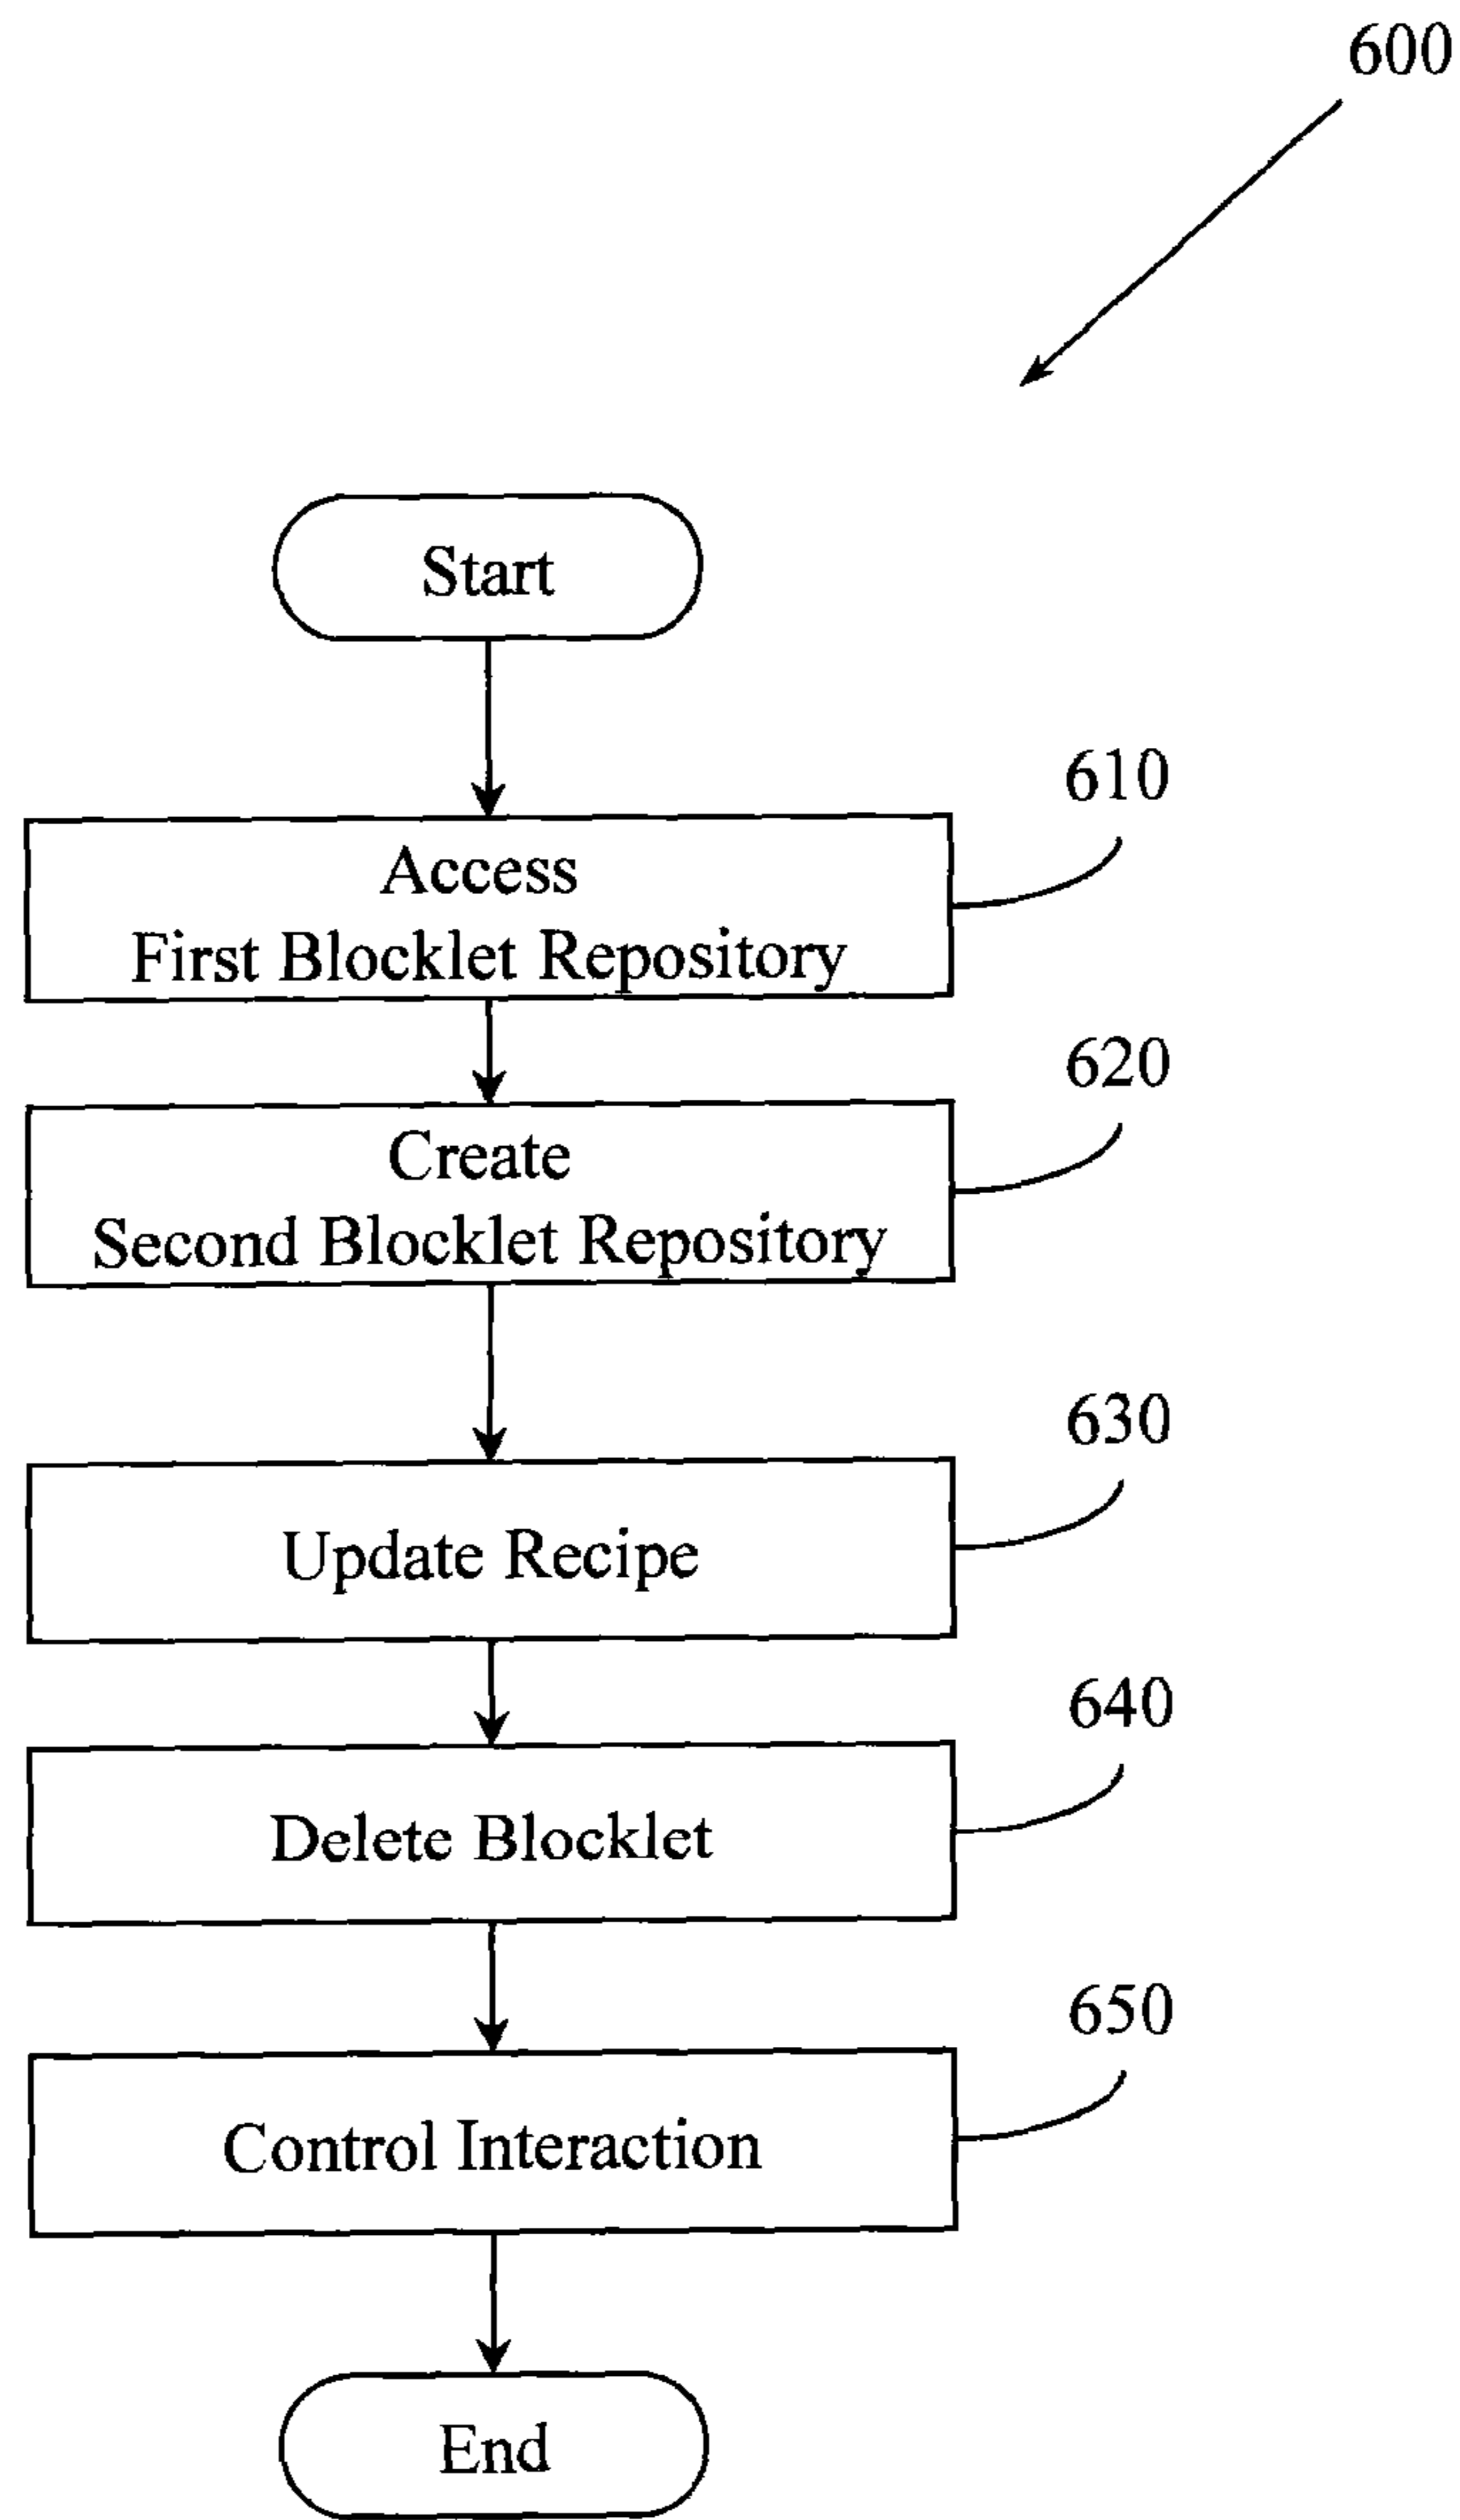 600
Start
610
Access
First Blocklet Repository
620
Create
Second Blocklet Repository
630
Update Recipe
640
Delete Blocklet
650
Control Interaction
End